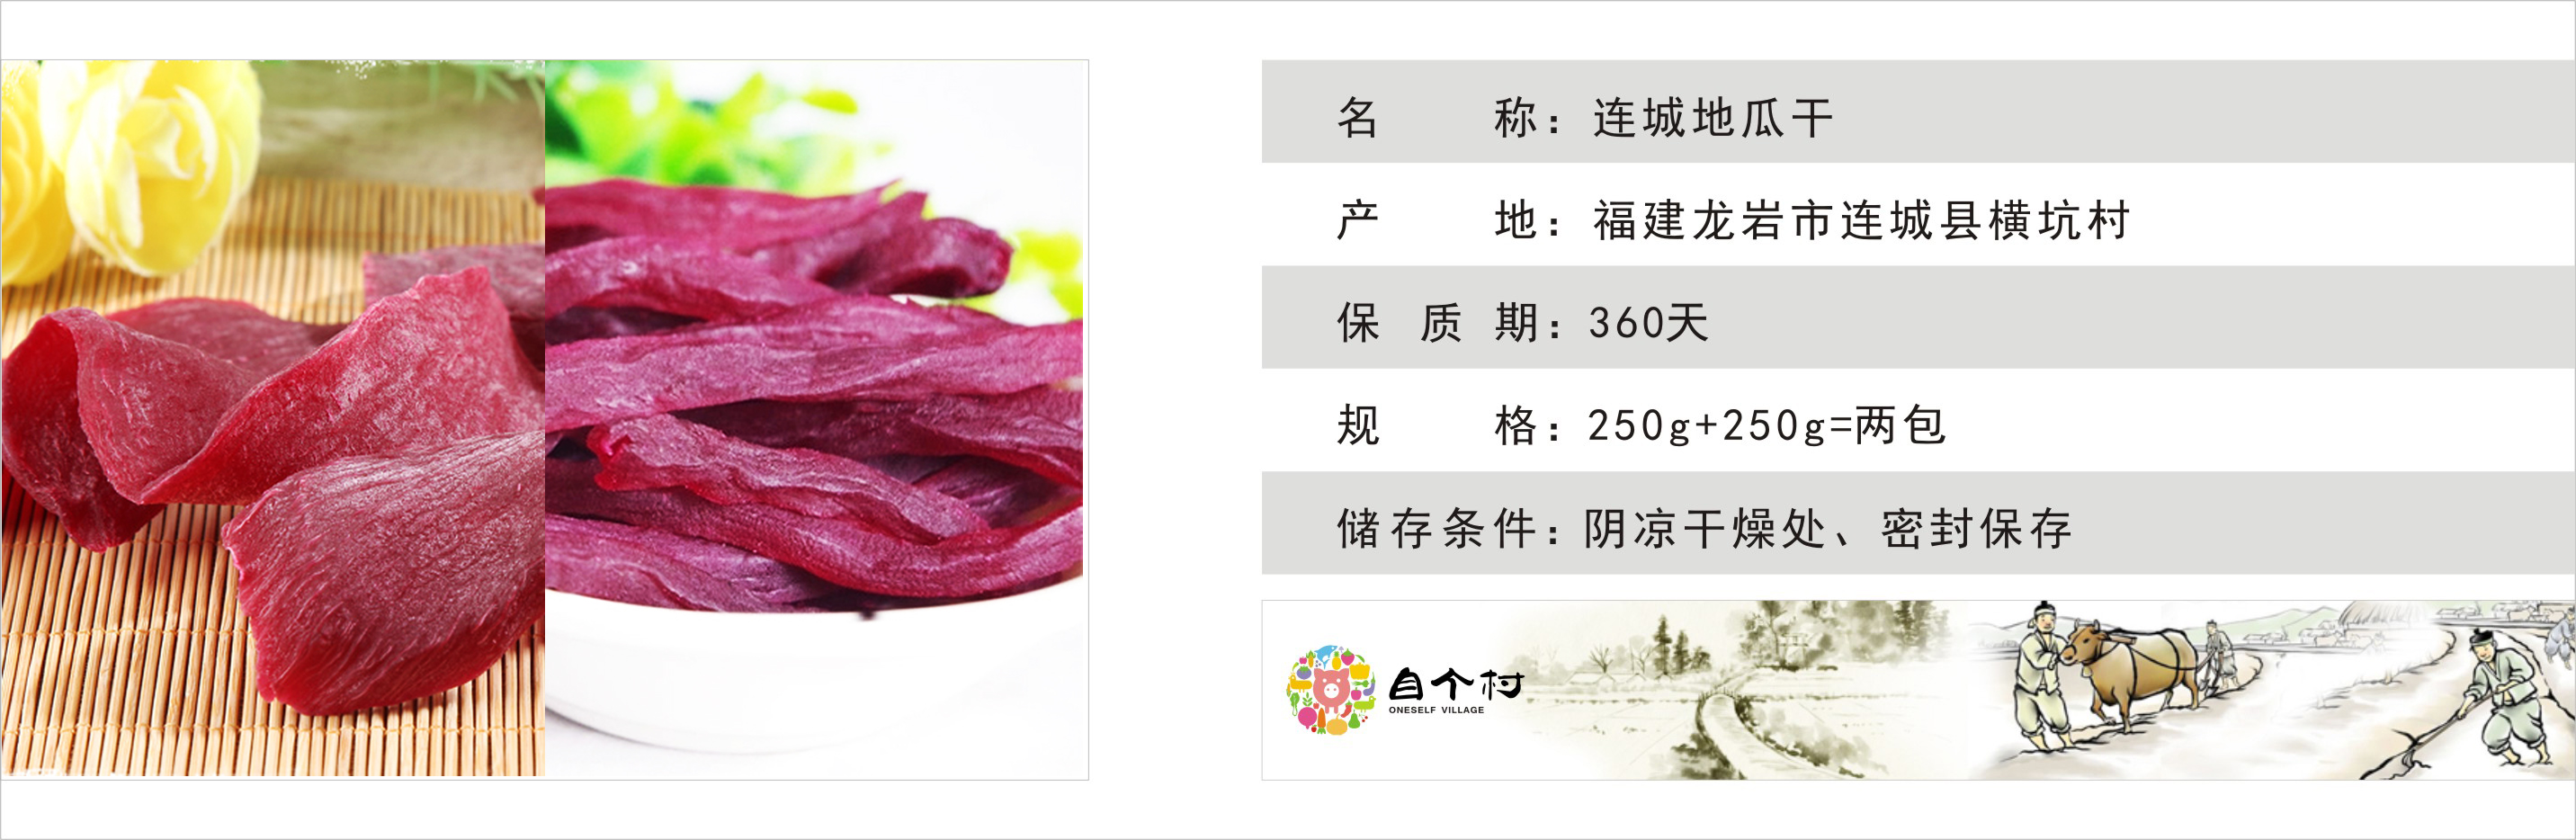 名称：连城地瓜干
产地：福建龙岩市连城县横坑村
保质期：360天
规格：250g+250g=两包
储存条件：阴凉干燥处、密封保存
自个村
ONESELF VILLAGE